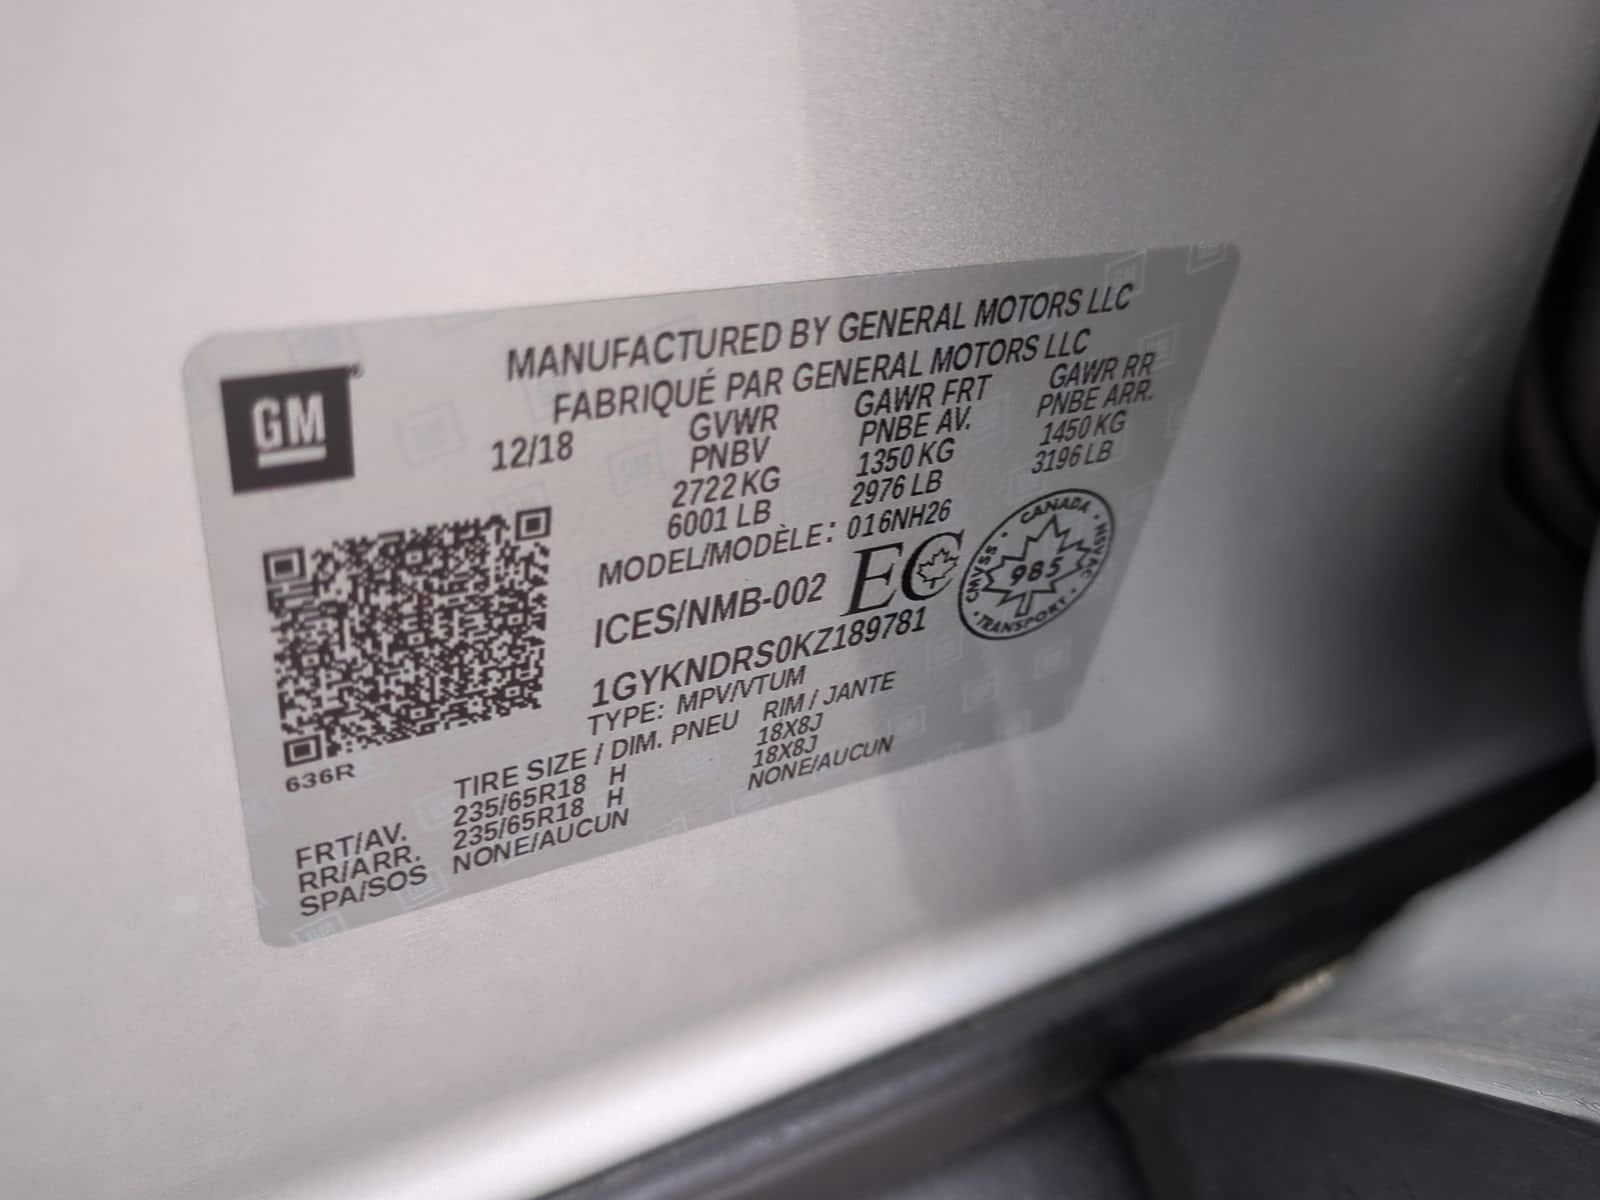 GM
MANUFACTURED BY GENERAL MOTORS LLC
FABRIQUÉ PAR GENERAL MOTORS LLC
12/18 GVWR GAWR FRT GAWR RR
PNBV PNBE AV. PNBE ARR.
2722 KG 1350 KG 1450 KG
6001 LB 2976 LB 3196 LB
MODEL/MODÈLE: 016NH26
ICES/NMB-002 EC
CANADA · NSVAC · TRANSPORT · CMVSS ·
985
1GYKNDRS0KZ189781
TYPE: MPV/VTUM
636R
TIRE SIZE / DIM. PNEU RIM / JANTE
FRT/AV. 235/65R18 H 18X8J
RR/ARR. 235/65R18 H 18X8J
SPA/SOS NONE/AUCUN NONE/AUCUN